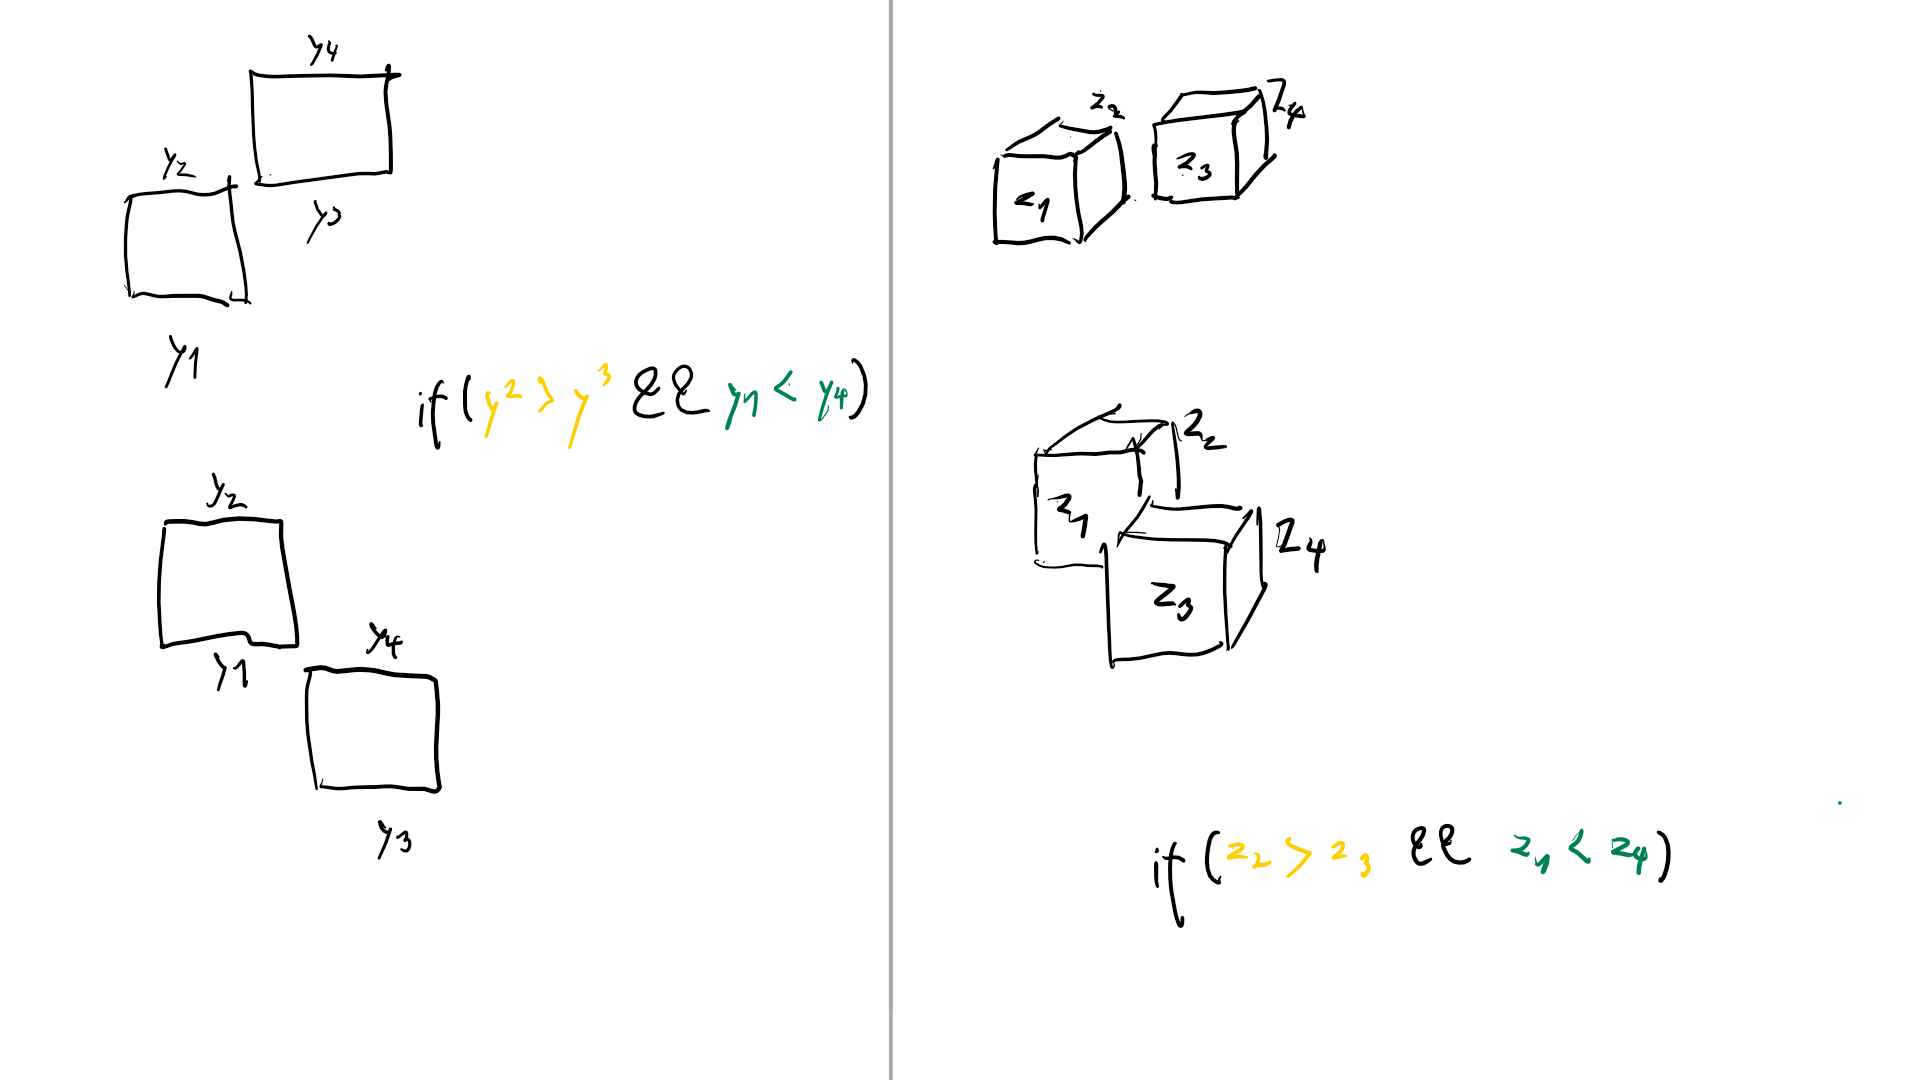 y4
y2
y3
y1
if (y2 > y3 && y1 < y4)
y2
y1
y4
y3
z2
z4
z3
z1
z2
z1
z4
z3
if (z2 > z3 && z1 < z4)